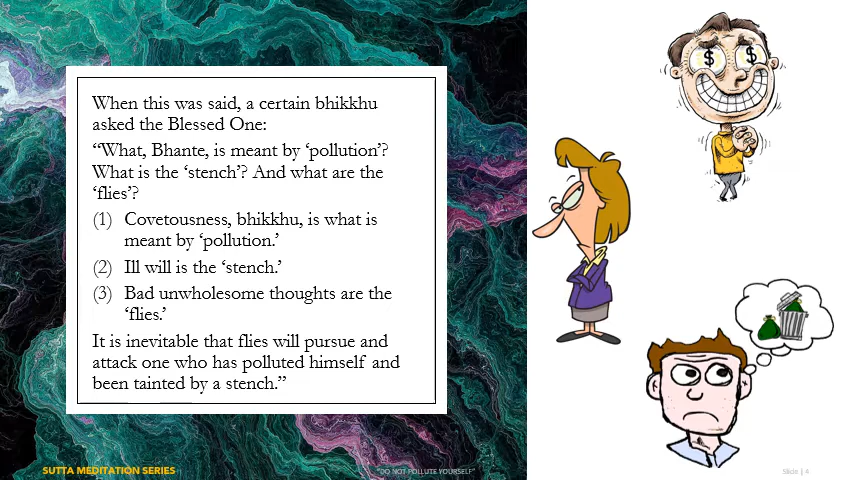 When this was said, a certain bhikkhu
asked the Blessed One:
“What, Bhante, is meant by ‘pollution’?
What is the ‘stench’? And what are the
‘flies’?
(1) Covetousness, bhikkhu, is what is
meant by ‘pollution.’
(2) Ill will is the ‘stench.’
(3) Bad unwholesome thoughts are the
‘flies.’
It is inevitable that flies will pursue and
attack one who has polluted himself and
been tainted by a stench.”
$ $
SUTTA MEDITATION SERIES
“DO NOT POLLUTE YOURSELF”
| 4